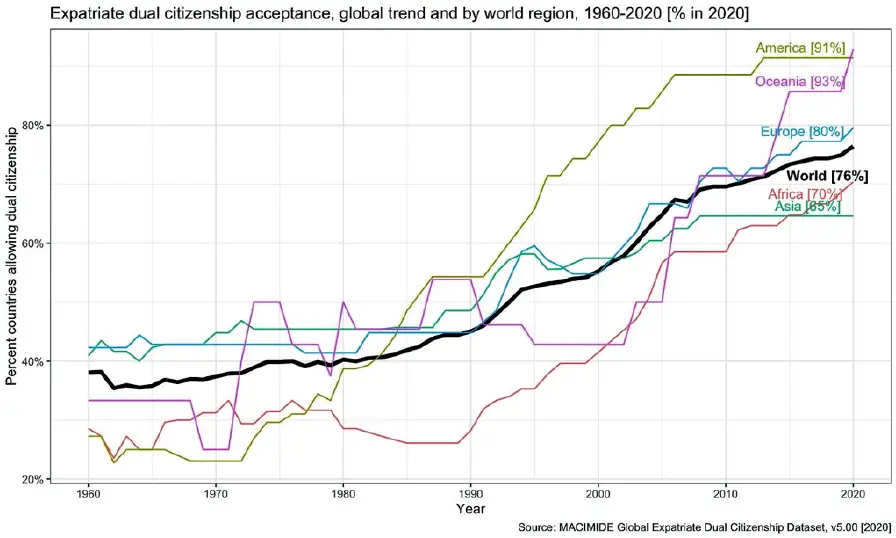 Expatriate dual citizenship acceptance, global trend and by world region, 1960-2020 [% in 2020]
Percent countries allowing dual citizenship
80%
60%
40%
20%
America [91%]
Oceania [93%]
Europe [80%]
World [76%]
Africa [70%]
Asia [65%]
1960 1970 1980 1990 2000 2010 2020
Year
Source: MACIMIDE Global Expatriate Dual Citizenship Dataset, v5.00 [2020]